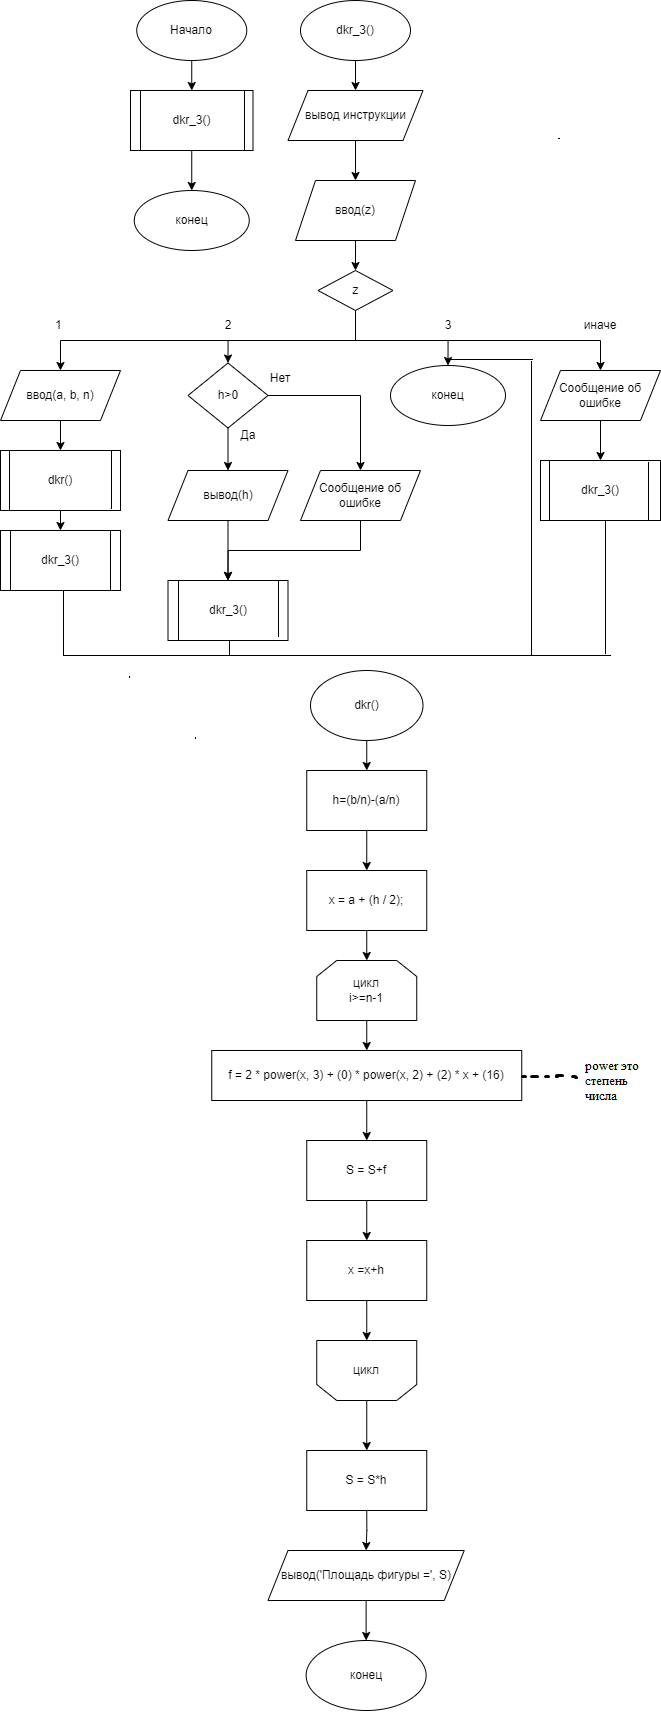 Начало
dkr_3()
dkr_3()
вывод инструкции
конец
ввод(z)
z
1
2
3
иначе
ввод(a, b, n)
h>0
Нет
конец
Сообщение об
ошибке
Да
dkr()
вывод(h)
Сообщение об
ошибке
dkr_3()
dkr_3()
dkr_3()
dkr()
h=(b/n)-(a/n)
x = a + (h / 2);
цикл
i>=n-1
f = 2 * power(x, 3) + (0) * power(x, 2) + (2) * x + (16)
power это
степень
числа
S = S+f
x =x+h
цикл
S = S*h
вывод('Площадь фигуры =', S)
конец